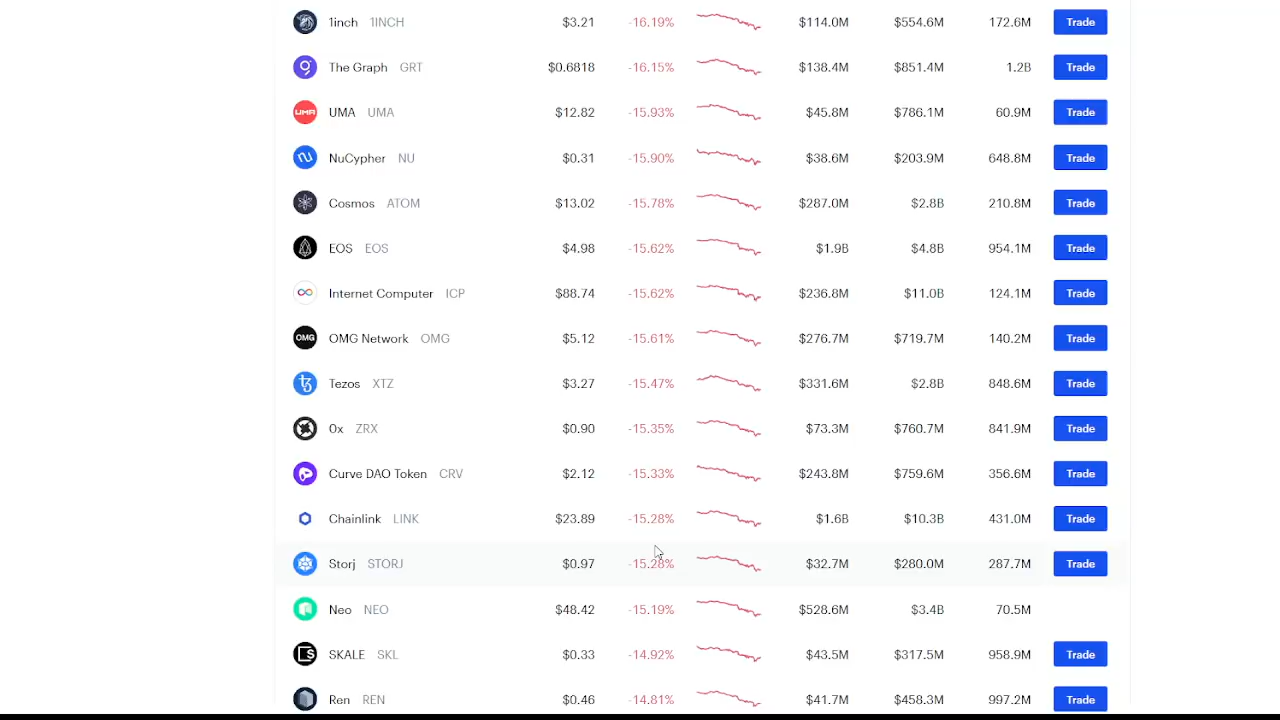 1inch 1INCH $3.21 -16.19% $114.0M $554.6M 172.6M Trade
The Graph GRT $0.6818 -16.15% $138.4M $851.4M 1.2B Trade
UMA UMA UMA $12.82 -15.93% $45.8M $786.1M 60.9M Trade
NuCypher NU $0.31 -15.90% $38.6M $203.9M 648.8M Trade
Cosmos ATOM $13.02 -15.78% $287.0M $2.8B 210.8M Trade
EOS EOS $4.98 -15.62% $1.9B $4.8B 954.1M Trade
Internet Computer ICP $88.74 -15.62% $236.8M $11.0B 124.1M Trade
OMG OMG Network OMG $5.12 -15.61% $276.7M $719.7M 140.2M Trade
Tezos XTZ $3.27 -15.47% $331.6M $2.8B 848.6M Trade
0x ZRX $0.90 -15.35% $73.3M $760.7M 841.9M Trade
Curve DAO Token CRV $2.12 -15.33% $243.8M $759.6M 356.6M Trade
Chainlink LINK $23.89 -15.28% $1.6B $10.3B 431.0M Trade
Storj STORJ $0.97 -15.28% $32.7M $280.0M 287.7M Trade
Neo NEO $48.42 -15.19% $528.6M $3.4B 70.5M
SKALE SKL $0.33 -14.92% $43.5M $317.5M 958.9M Trade
Ren REN $0.46 -14.81% $41.7M $458.3M 997.2M Trade